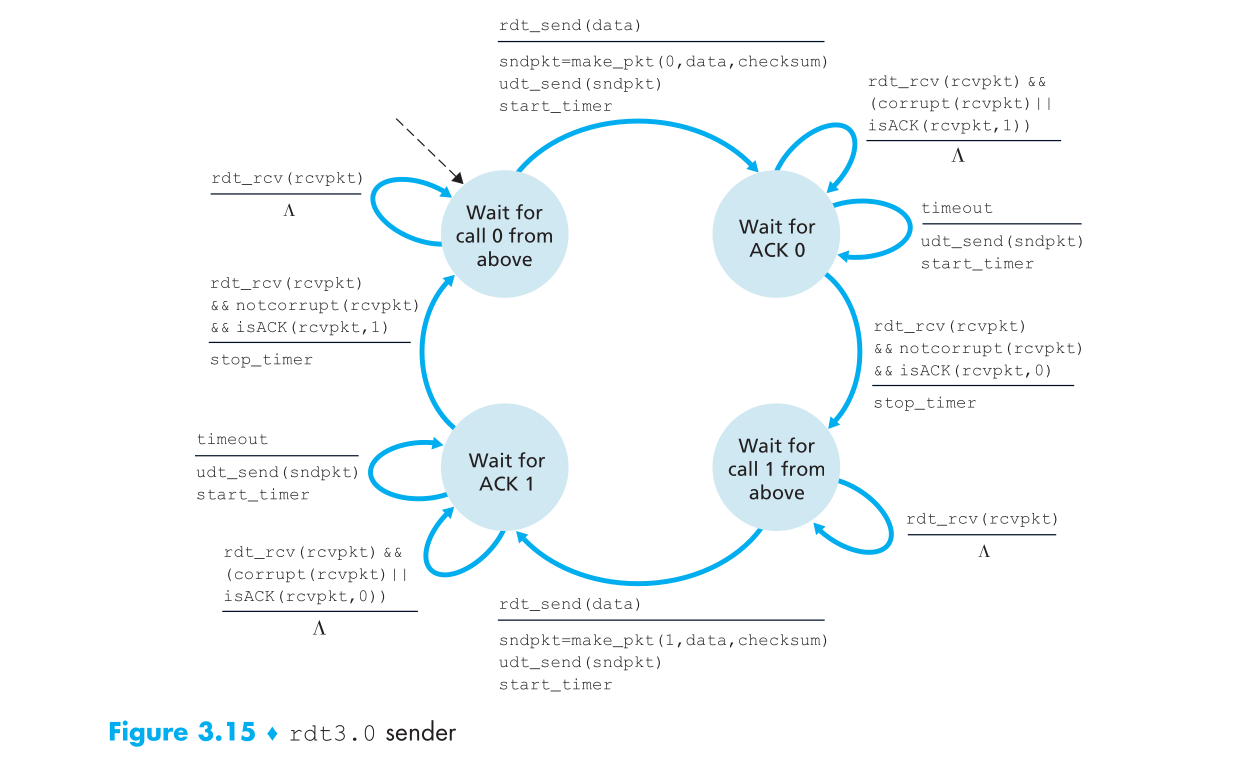 rdt_send(data)
sndpkt=make_pkt(0,data,checksum)
udt_send(sndpkt)
start_timer
rdt_rcv(rcvpkt) &&
(corrupt(rcvpkt)||
isACK(rcvpkt,1))
Λ
rdt_rcv(rcvpkt)
Λ
Wait for
call 0 from
above
Wait for
ACK 0
timeout
udt_send(sndpkt)
start_timer
rdt_rcv(rcvpkt)
&& notcorrupt(rcvpkt)
&& isACK(rcvpkt,1)
stop_timer
rdt_rcv(rcvpkt)
&& notcorrupt(rcvpkt)
&& isACK(rcvpkt,0)
stop_timer
timeout
udt_send(sndpkt)
start_timer
Wait for
ACK 1
Wait for
call 1 from
above
rdt_rcv(rcvpkt)
Λ
rdt_rcv(rcvpkt) &&
(corrupt(rcvpkt)||
isACK(rcvpkt,0))
Λ
rdt_send(data)
sndpkt=make_pkt(1,data,checksum)
udt_send(sndpkt)
start_timer
Figure 3.15 ♦ rdt3.0 sender